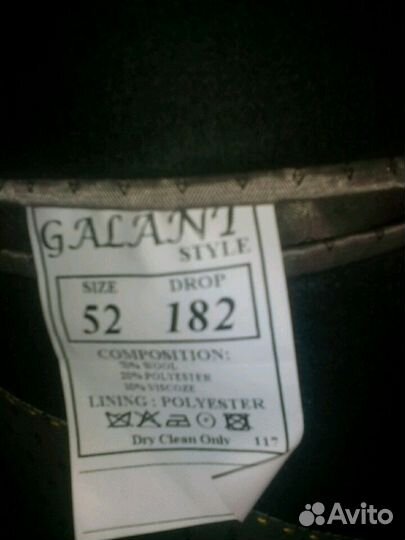 GALANT
STYLE
SIZE DROP
52 182
COMPOSITION:
70% WOOL
20% POLYESTER
10% VISCOZE
LINING : POLYESTER
Dry Clean Only 117
Avito